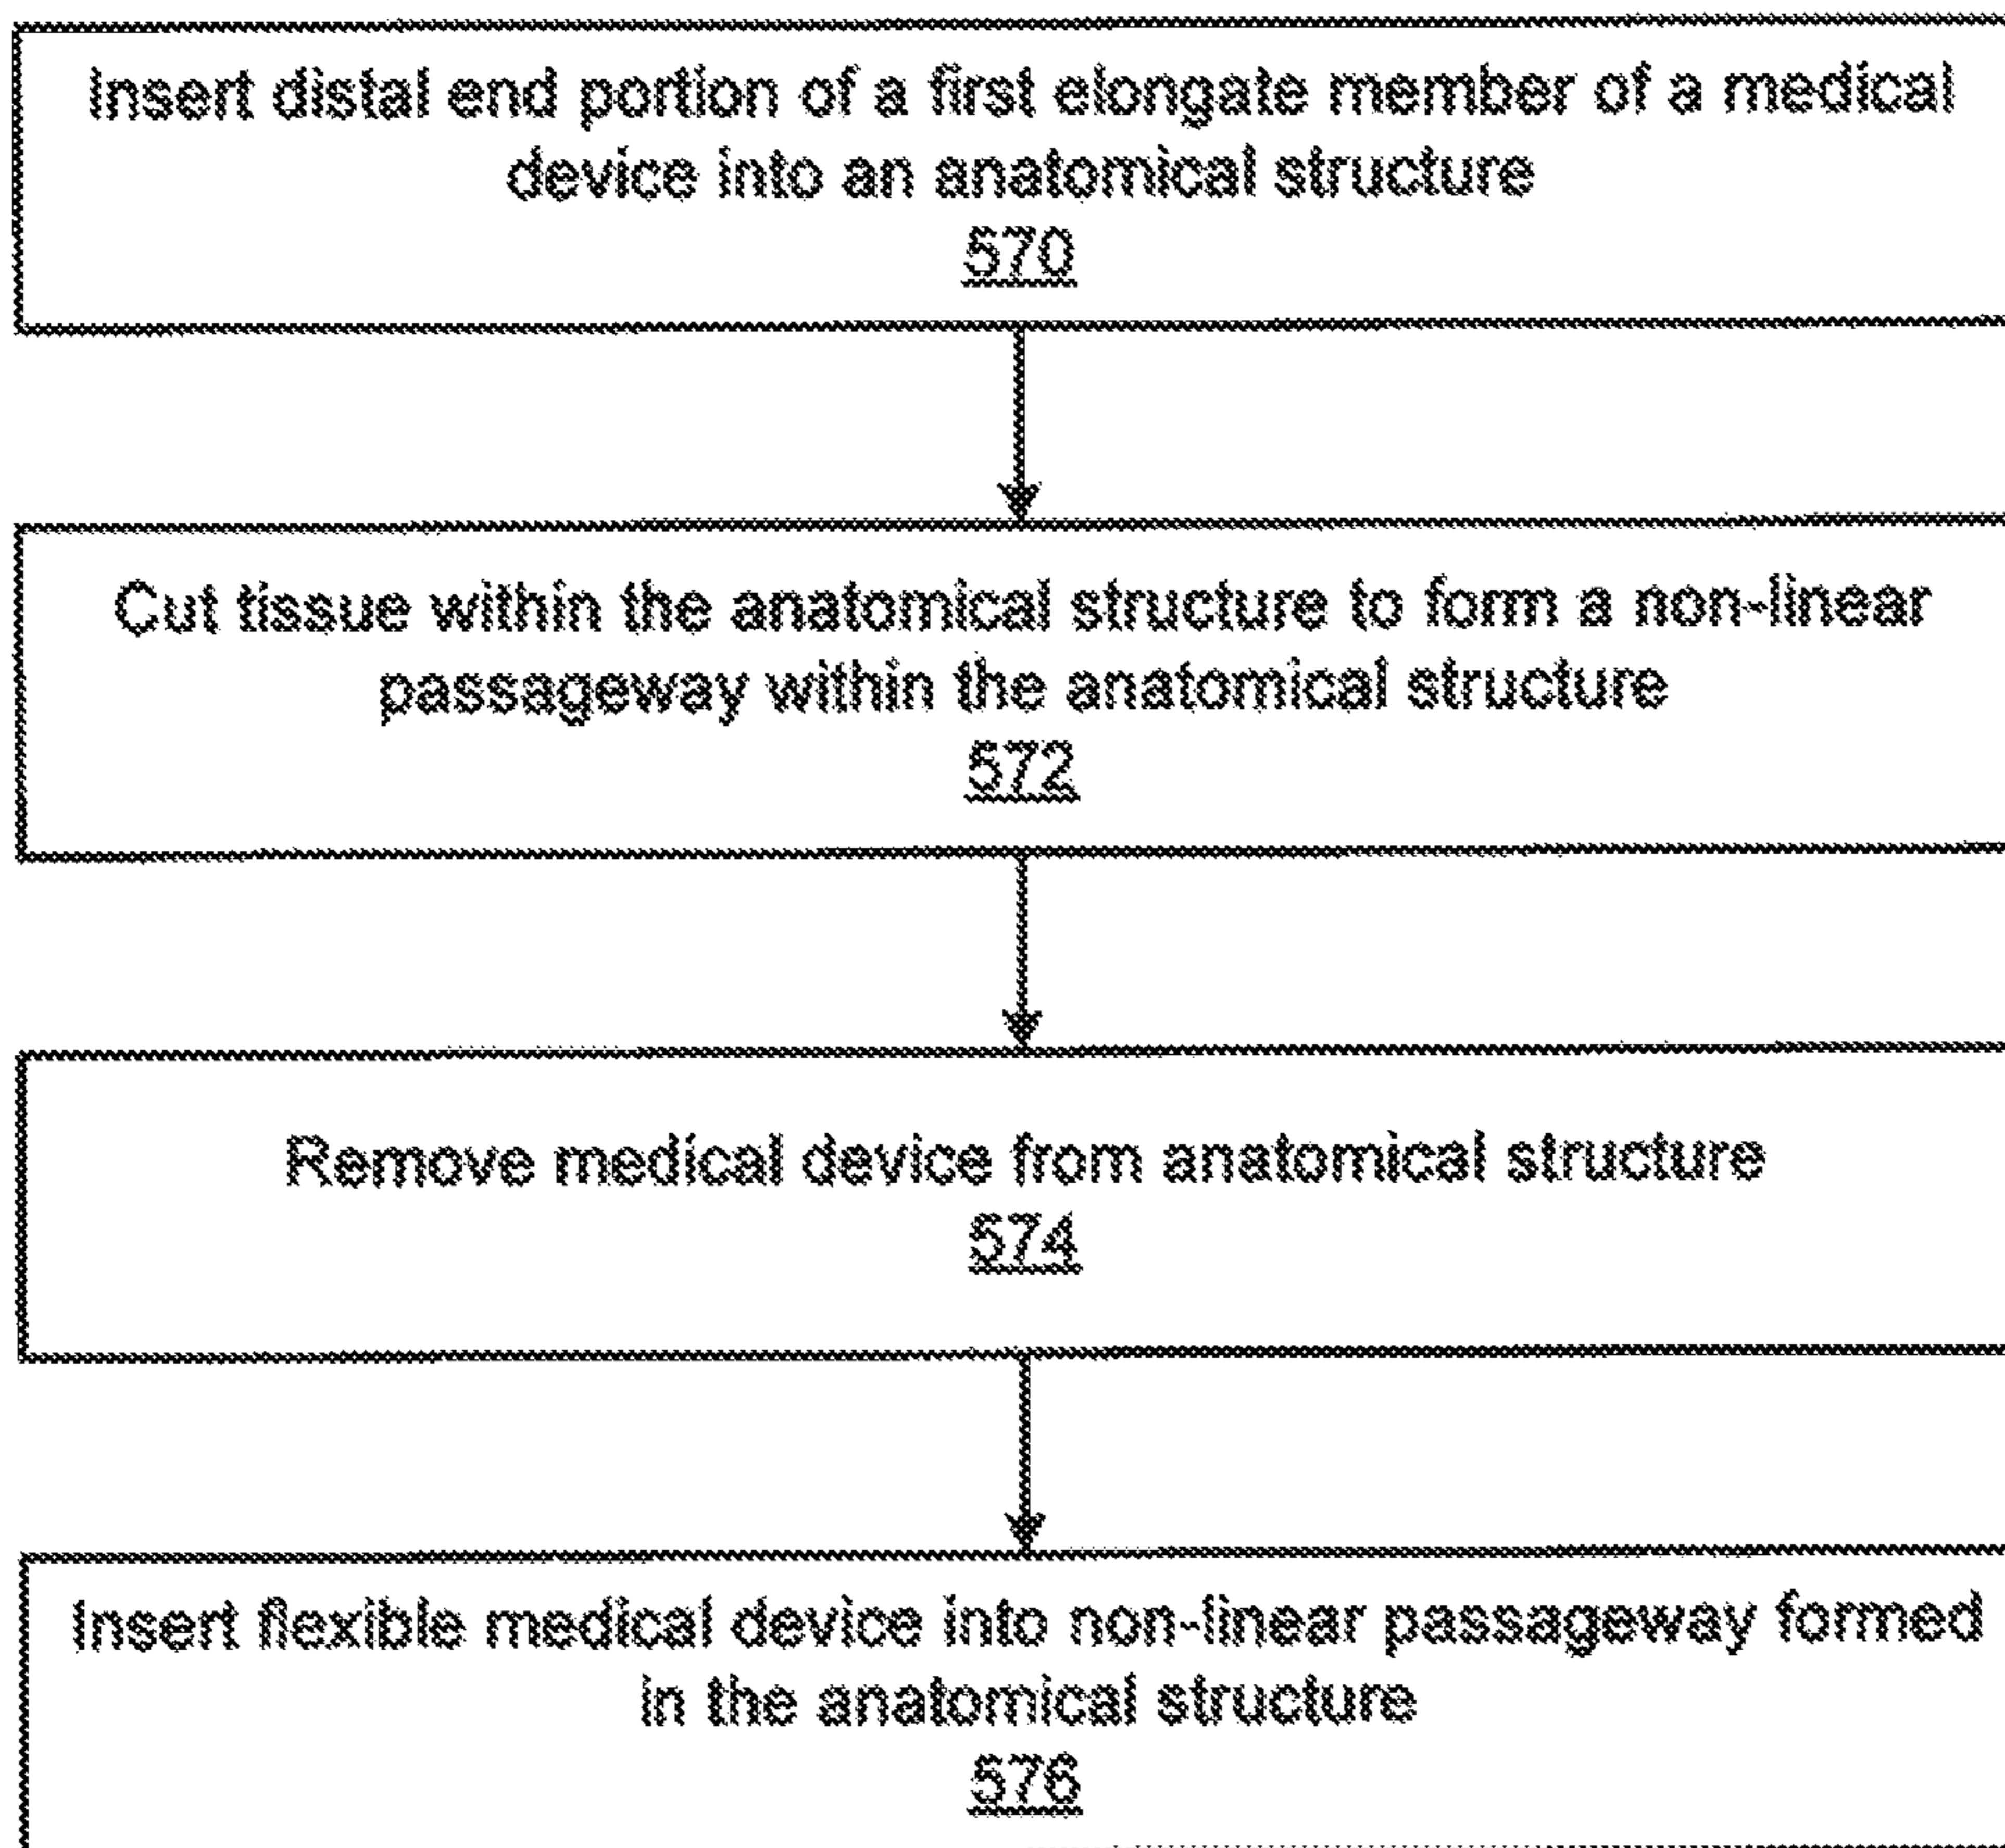 Insert distal end portion of a first elongate member of a medical
device into an anatomical structure
570
Cut tissue within the anatomical structure to form a non-linear
passageway within the anatomical structure
572
Remove medical device from anatomical structure
574
Insert flexible medical device into non-linear passageway formed
in the anatomical structure
576